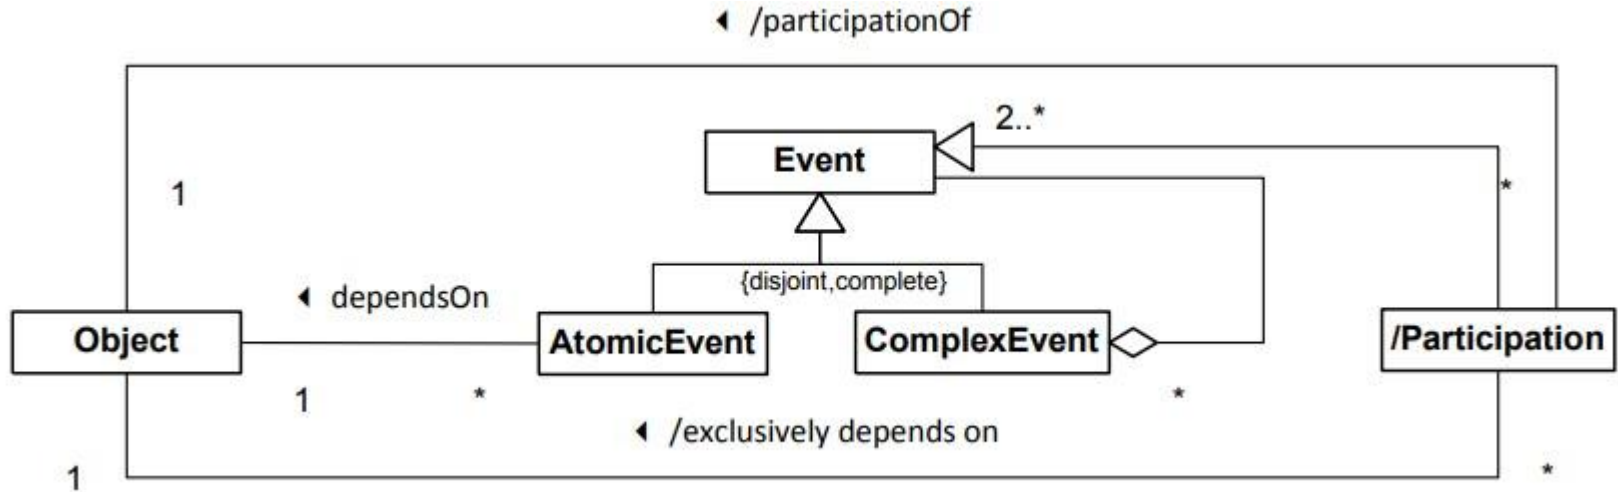 ◄ /participationOf
2..*
Event
1
*
{disjoint,complete}
◄ dependsOn
Object
AtomicEvent
ComplexEvent
/Participation
1
*
*
◄ /exclusively depends on
1
*